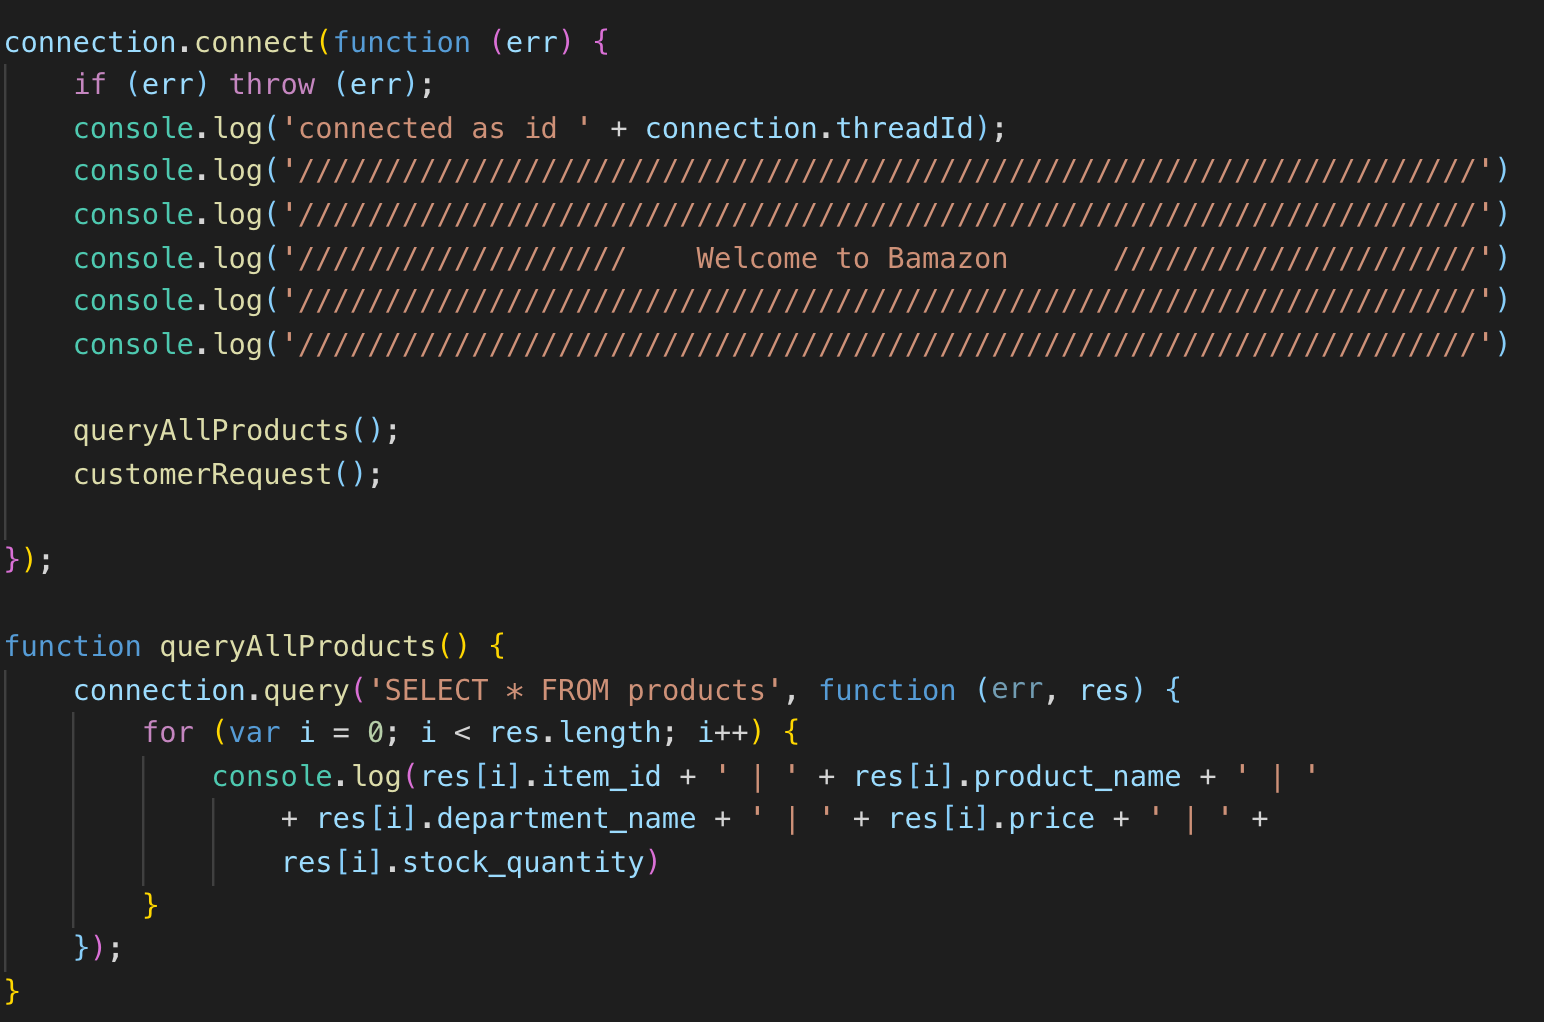 connection.connect(function (err) {
    if (err) throw (err);
    console.log('connected as id ' + connection.threadId);
    console.log('////////////////////////////////////////////////////////////////////')
    console.log('////////////////////////////////////////////////////////////////////')
    console.log('///////////////////    Welcome to Bamazon      /////////////////////')
    console.log('////////////////////////////////////////////////////////////////////')
    console.log('////////////////////////////////////////////////////////////////////')

    queryAllProducts();
    customerRequest();

});

function queryAllProducts() {
    connection.query('SELECT * FROM products', function (err, res) {
        for (var i = 0; i < res.length; i++) {
            console.log(res[i].item_id + ' | ' + res[i].product_name + ' | '
                + res[i].department_name + ' | ' + res[i].price + ' | ' +
                res[i].stock_quantity)
        }
    });
}